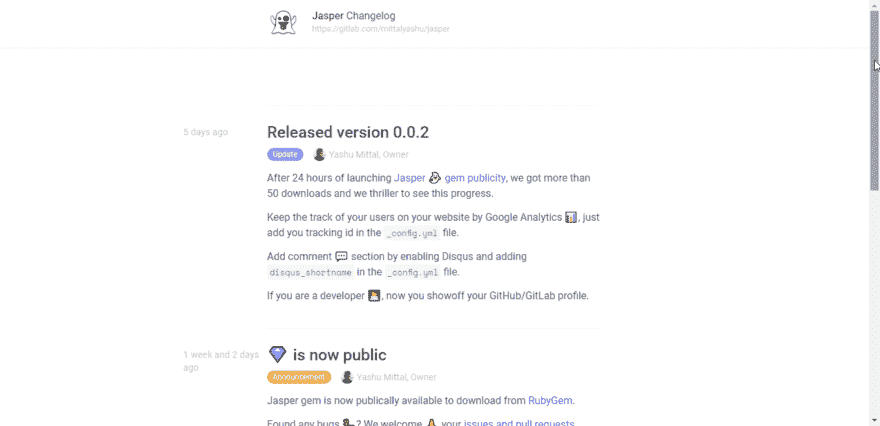 Jasper Changelog
https://gitlab.com/mittalyashu/jasper
5 days ago
Released version 0.0.2
Update Yashu Mittal, Owner
After 24 hours of launching Jasper gem publicity, we got more than
50 downloads and we thriller to see this progress.
Keep the track of your users on your website by Google Analytics , just
add you tracking id in the _config.yml file.
Add comment section by enabling Disqus and adding
disqus_shortname in the _config.yml file.
If you are a developer , now you showoff your GitHub/GitLab profile.
1 week and 2 days
ago
is now public
Announcement Yashu Mittal, Owner
Jasper gem is now publically available to download from RubyGem.
Found any bugs ? We welcome your issues and pull requests